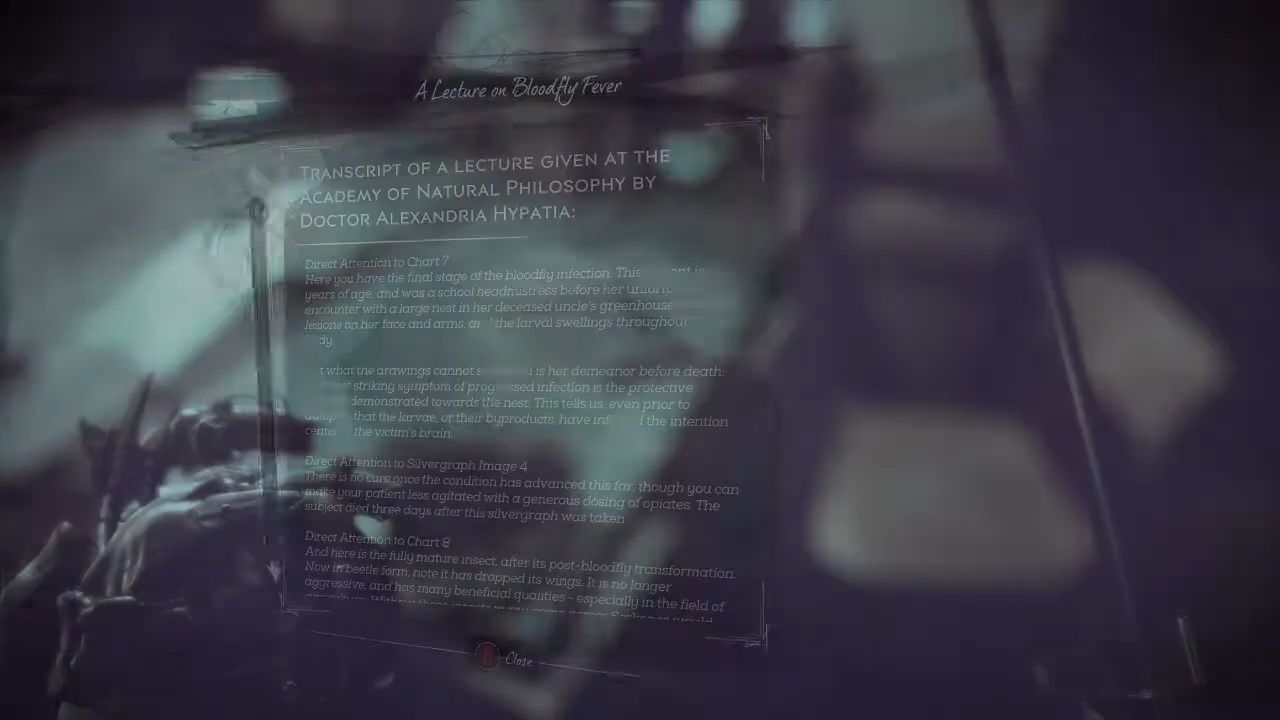 A Lecture on Bloodfly Fever
TRANSCRIPT OF A LECTURE GIVEN AT THE
ACADEMY OF NATURAL PHILOSOPHY BY
DOCTOR ALEXANDRIA HYPATIA:
Direct Attention to Chart 7
Here you have the final stage of the bloodfly infection. This is
years of age, and was a school headmistress before her
encounter with a large nest in her deceased uncle's greenhouse
lesions on her face and arms, the larval swellings throughout
what the drawings cannot is her demeanor before death:
striking symptom of infection is the protective
demonstrated towards the nest. This tells us, even prior to
that the larvae, or their byproducts, have the intention
the victim's brain.
Direct Attention to Silvergraph Image 4
There is no cure once the condition has advanced this far, though you can
make your patient less agitated with a generous dosing of opiates. The
subject died three days after this silvergraph was taken
Direct Attention to Chart 8
And here is the fully mature insect, after its post-bloodfly transformation.
Now in beetle form, note it has dropped its wings. It is no longer
aggressive, and has many beneficial qualities - especially in the field of
Close